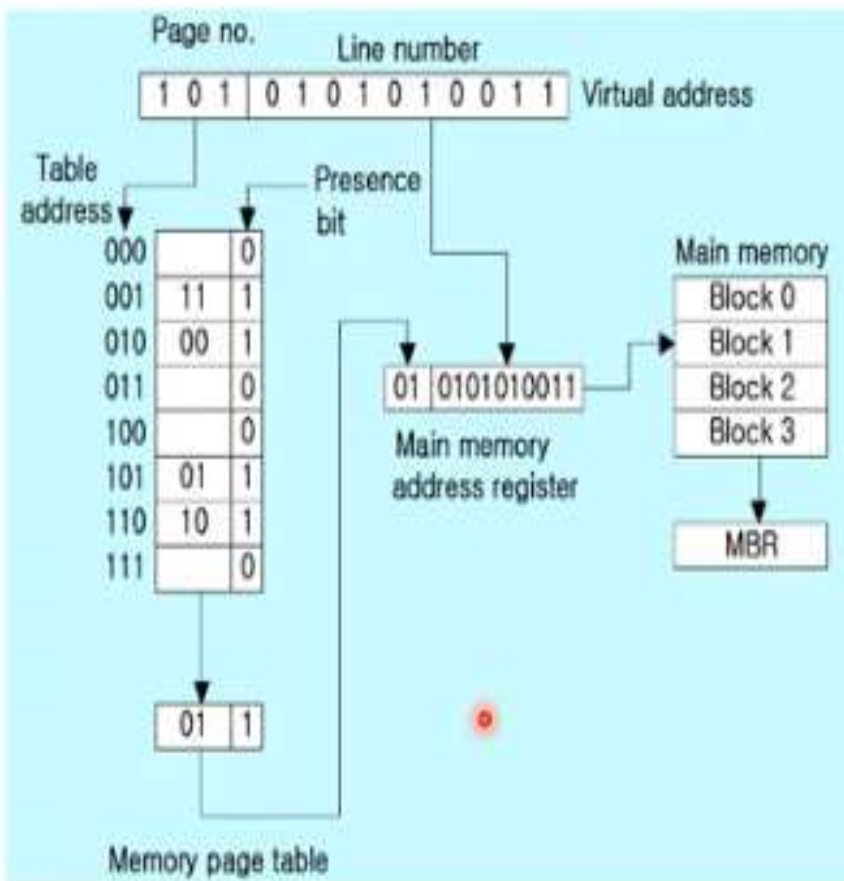 Page no.
Line number
1 0 1 0 1 0 1 0 1 0 0 1 1 Virtual address
Table address
Presence bit
000 0
001 11 1
010 00 1
011 0
100 0
101 01 1
110 10 1
111 0
01 1
Memory page table
01 0101010011
Main memory
address register
Main memory
Block 0
Block 1
Block 2
Block 3
MBR